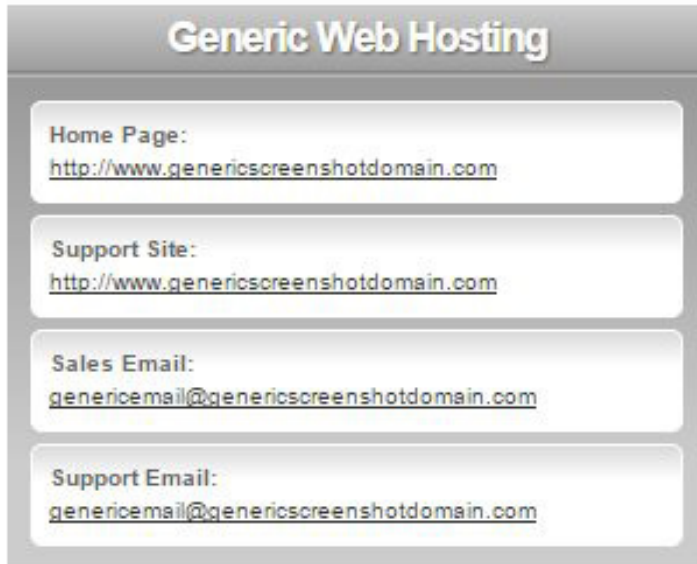 Generic Web Hosting
Home Page:
http://www.genericscreenshotdomain.com
Support Site:
http://www.genericscreenshotdomain.com
Sales Email:
genericemail@genericscreenshotdomain.com
Support Email:
genericemail@genericscreenshotdomain.com